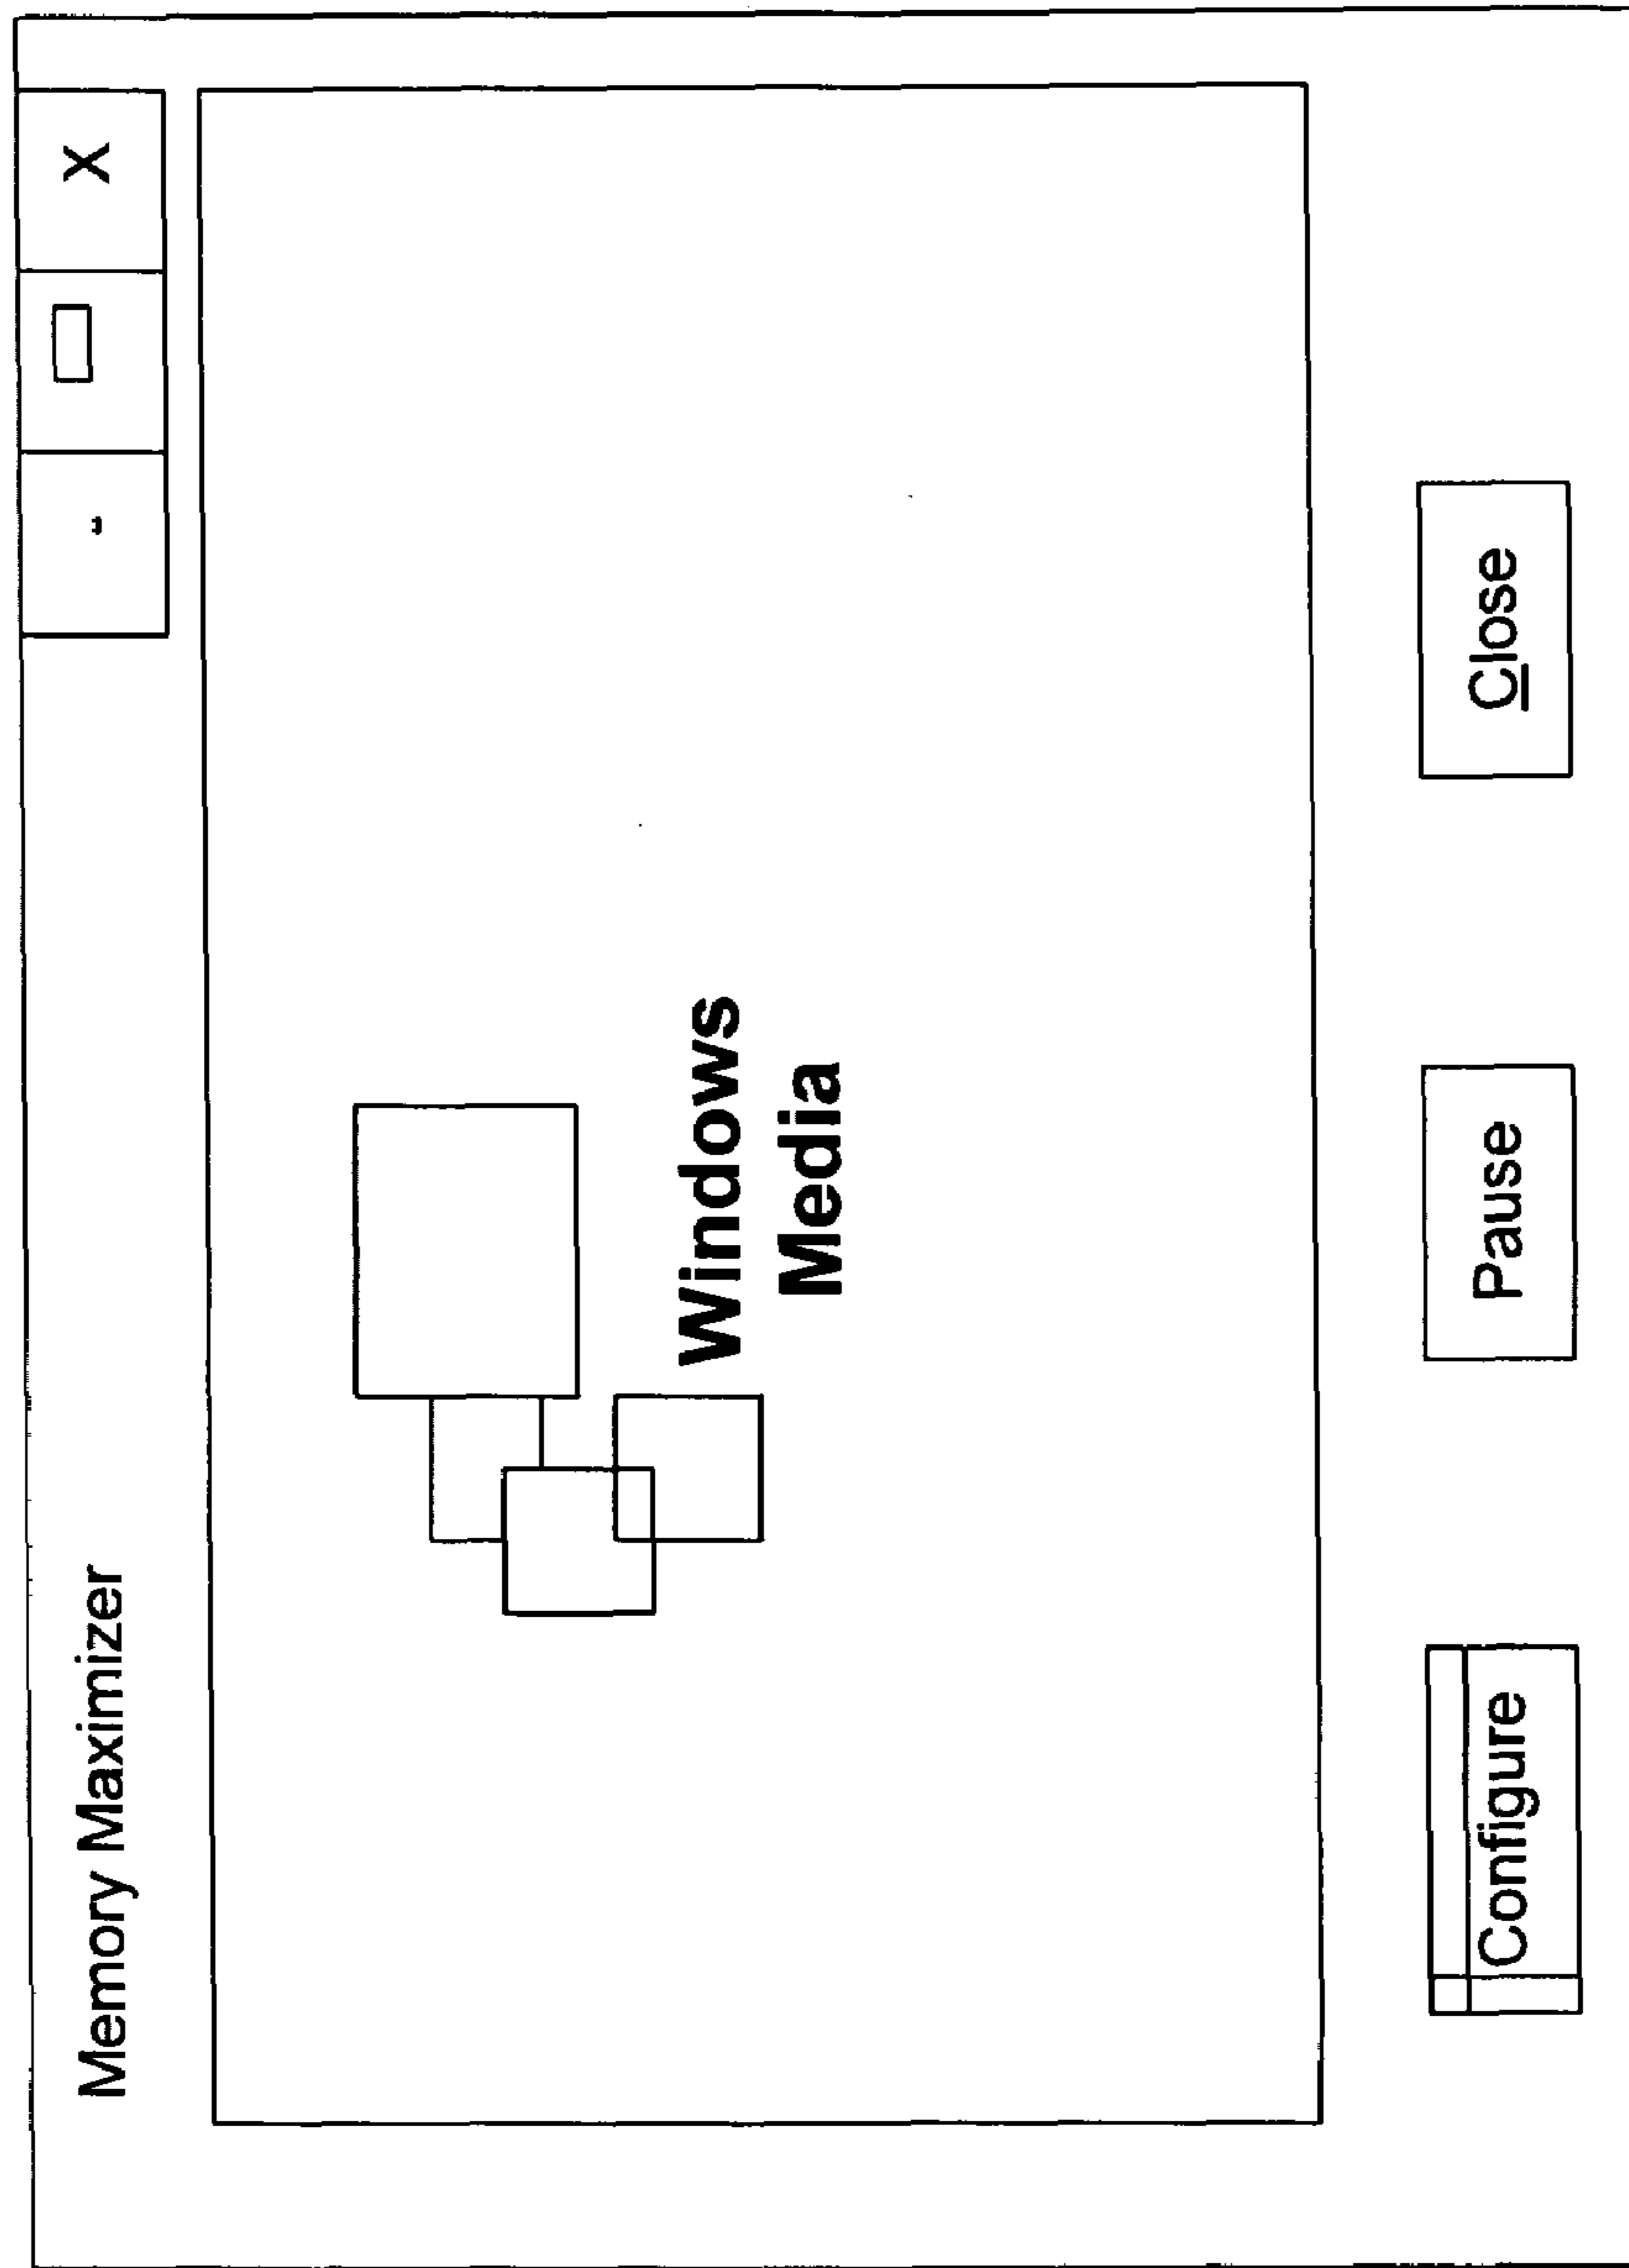 Memory Maximizer
X
Windows
Media
Configure
Pause
Close